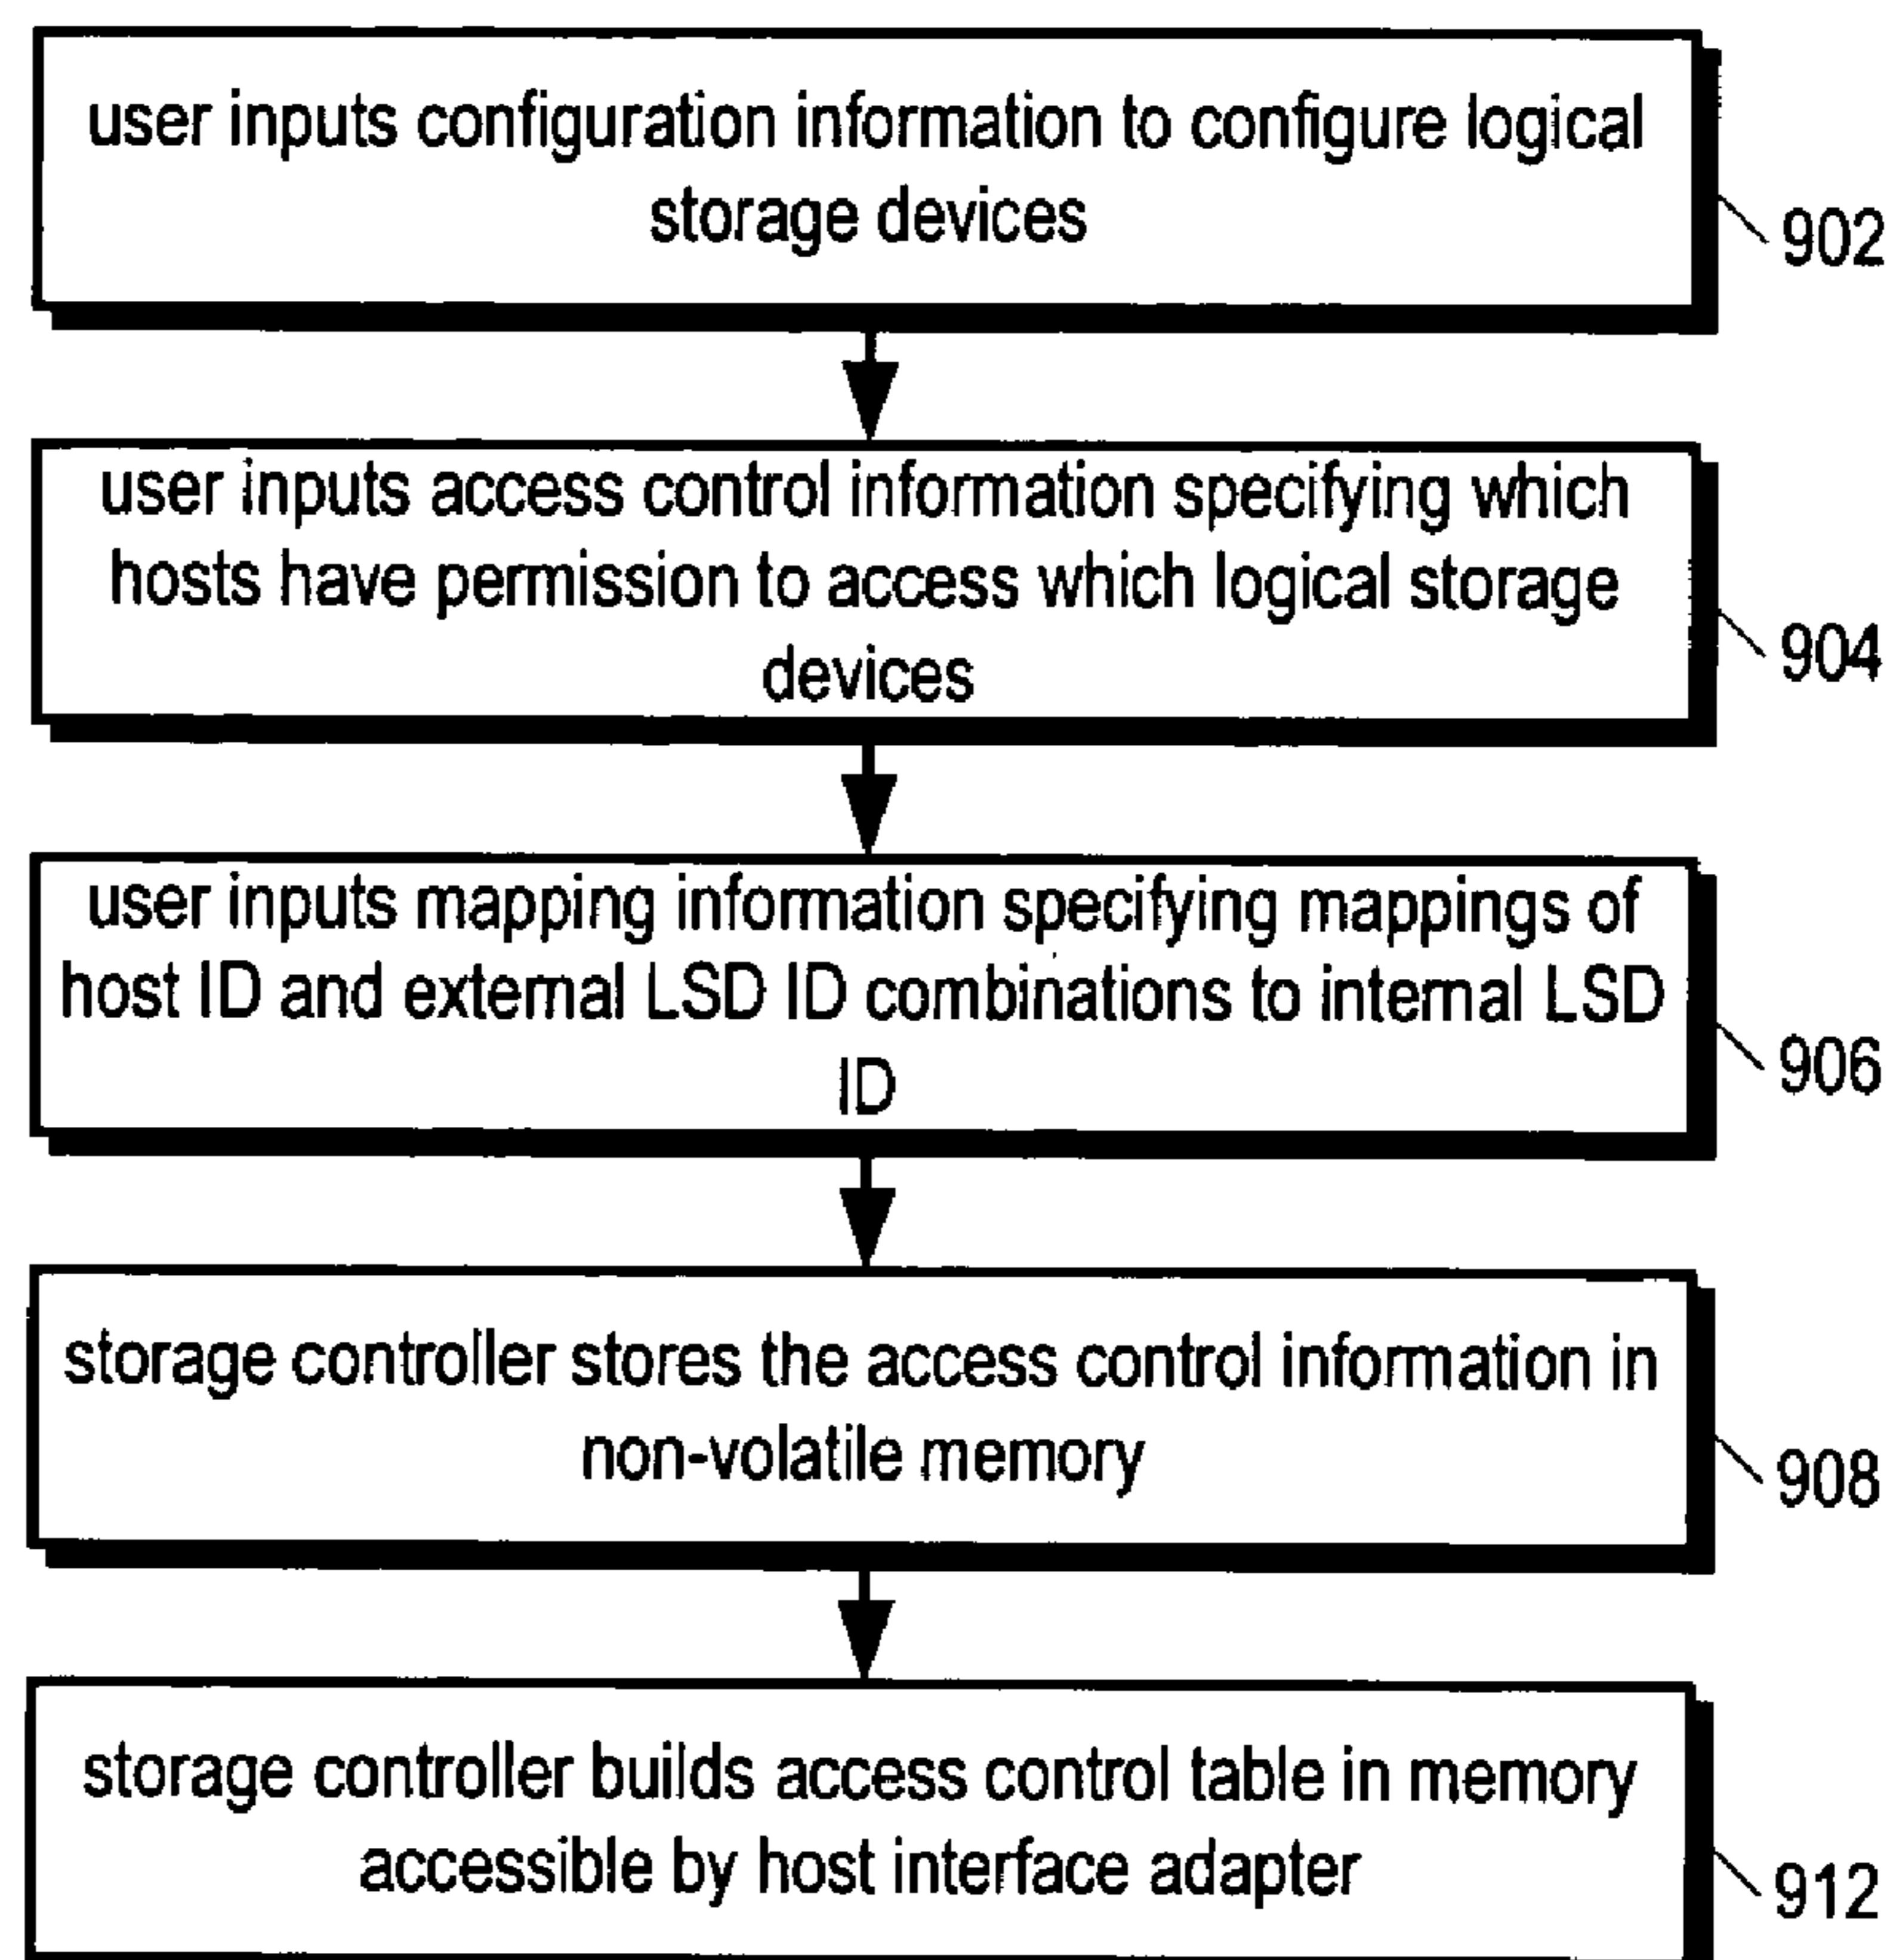 user inputs configuration information to configure logical
storage devices
902
user inputs access control information specifying which
hosts have permission to access which logical storage
devices
904
user inputs mapping information specifying mappings of
host ID and external LSD ID combinations to internal LSD
ID
906
storage controller stores the access control information in
non-volatile memory
908
storage controller builds access control table in memory
accessible by host interface adapter
912